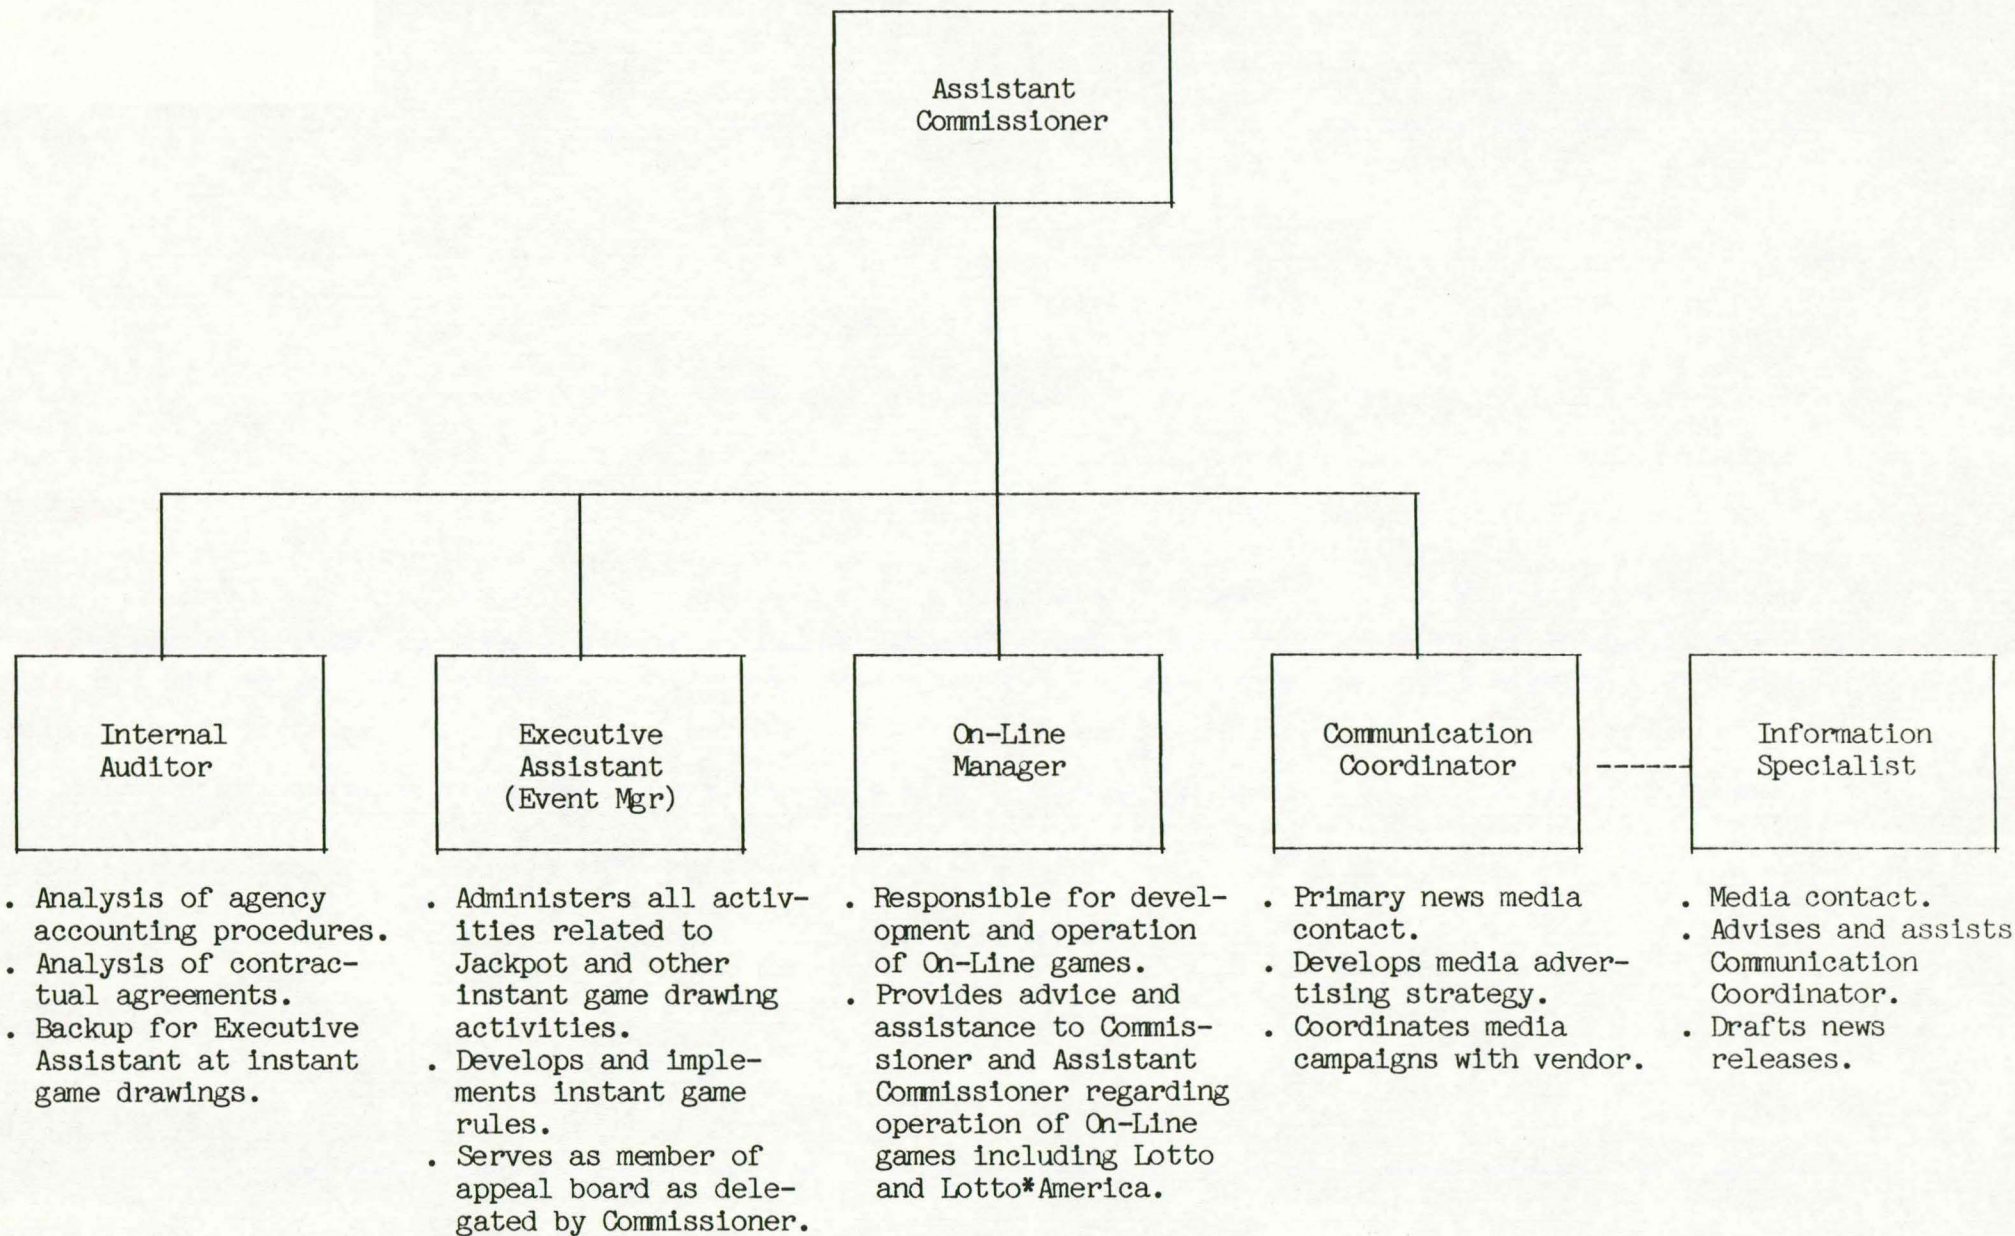 Assistant
Commissioner
Internal
Auditor
Executive
Assistant
(Event Mgr)
On-Line
Manager
Communication
Coordinator
Information
Specialist
. Analysis of agency
accounting procedures.
. Analysis of contrac-
tual agreements.
. Backup for Executive
Assistant at instant
game drawings.
. Administers all activ-
ities related to
Jackpot and other
instant game drawing
activities.
. Develops and imple-
ments instant game
rules.
. Serves as member of
appeal board as dele-
gated by Commissioner.
. Responsible for devel-
opment and operation
of On-Line games.
. Provides advice and
assistance to Commis-
sioner and Assistant
Commissioner regarding
operation of On-Line
games including Lotto
and Lotto*America.
. Primary news media
contact.
. Develops media adver-
tising strategy.
. Coordinates media
campaigns with vendor.
. Media contact.
. Advises and assists
Communication
Coordinator.
. Drafts news
releases.